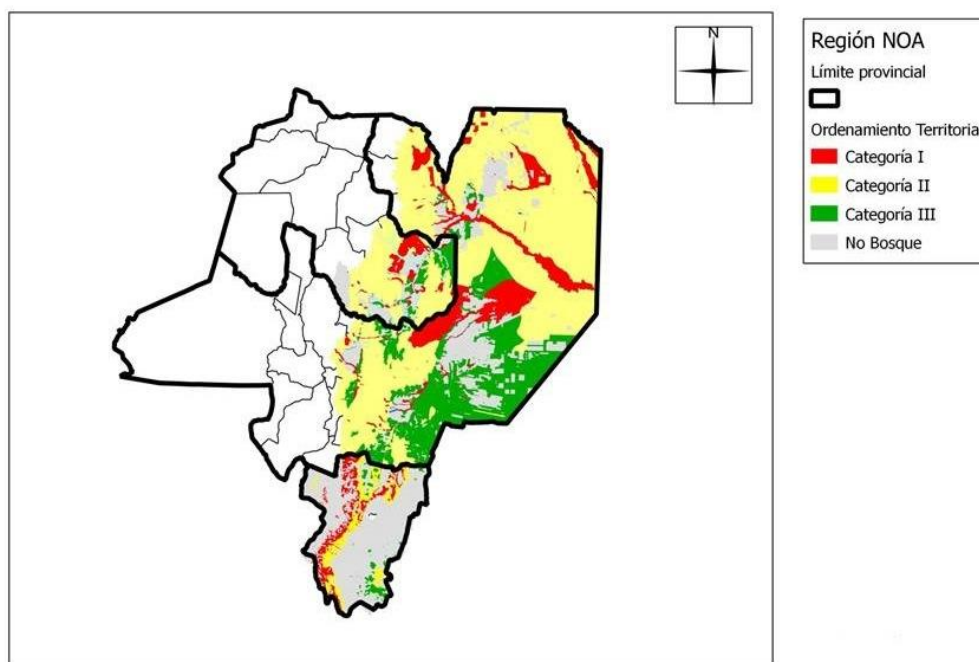 N
Región NOA
Límite provincial
Ordenamiento Territoria
Categoría I
Categoría II
Categoría III
No Bosque